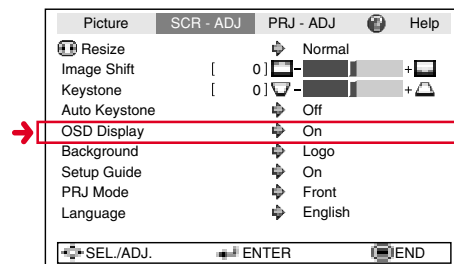 Picture SCR - ADJ PRJ - ADJ ? Help
Resize Normal
Image Shift [ 0 ] - +
Keystone [ 0 ] - +
Auto Keystone Off
OSD Display On
Background Logo
Setup Guide On
PRJ Mode Front
Language English
SEL./ADJ. ENTER END